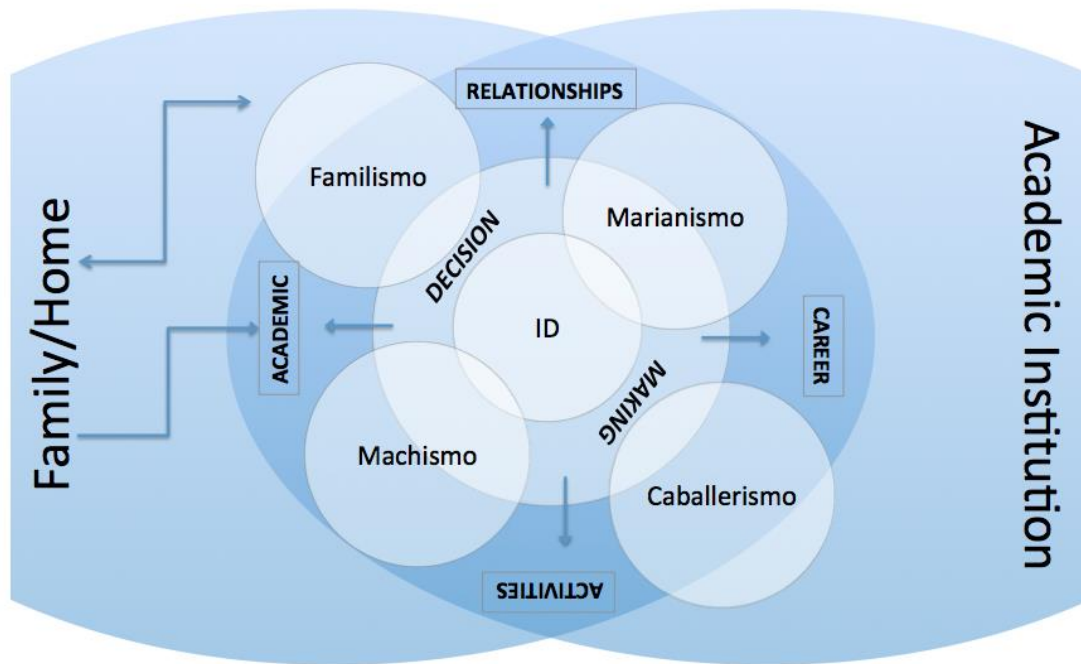 RELATIONSHIPS
Familismo
Marianismo
DECISION
Family/Home
ACADEMIC
ID
CAREER
Academic Institution
MAKING
Machismo
Caballerismo
ACTIVITIES